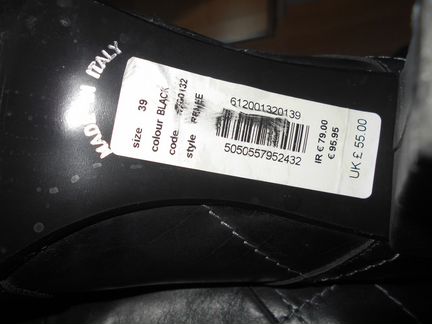 MADE IN ITALY
size 39
colour BLACK
code
style RENEE
612001320139
5050557952432
IR € 79.00
€ 95.95
UK £ 55.00